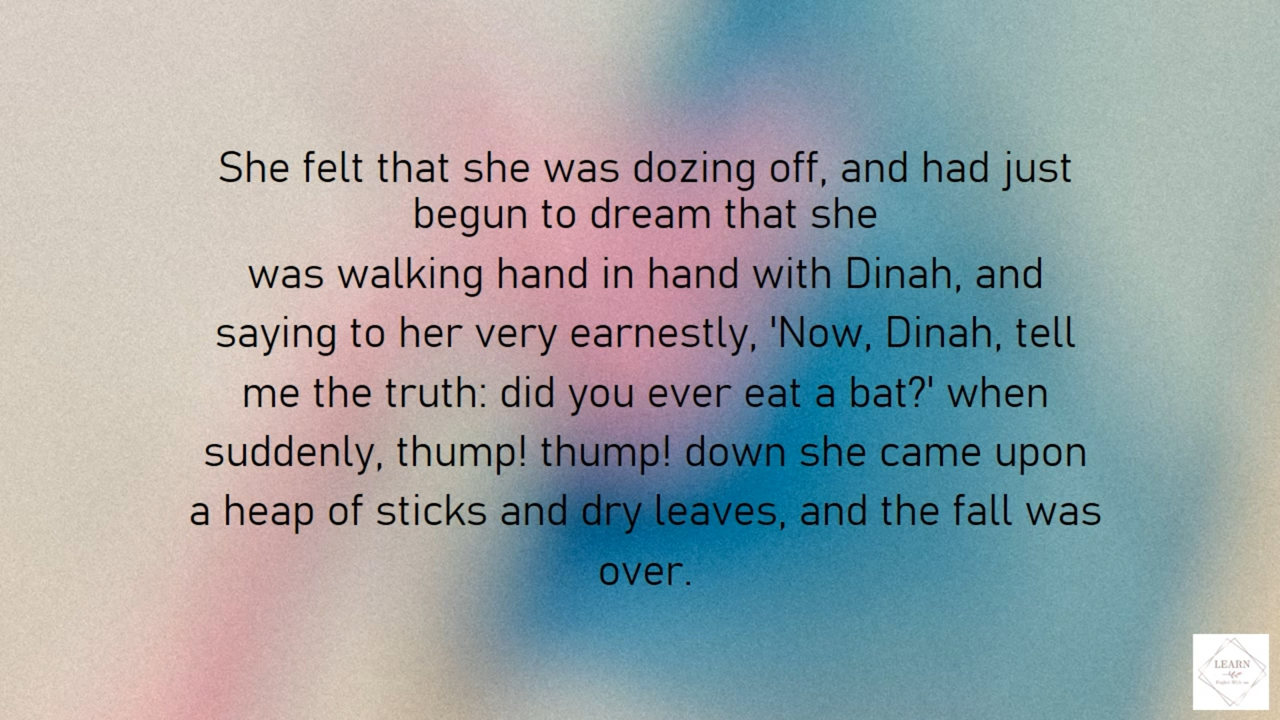 She felt that she was dozing off, and had just
begun to dream that she
was walking hand in hand with Dinah, and
saying to her very earnestly, 'Now, Dinah, tell
me the truth: did you ever eat a bat?' when
suddenly, thump! thump! down she came upon
a heap of sticks and dry leaves, and the fall was
over.
LEARN